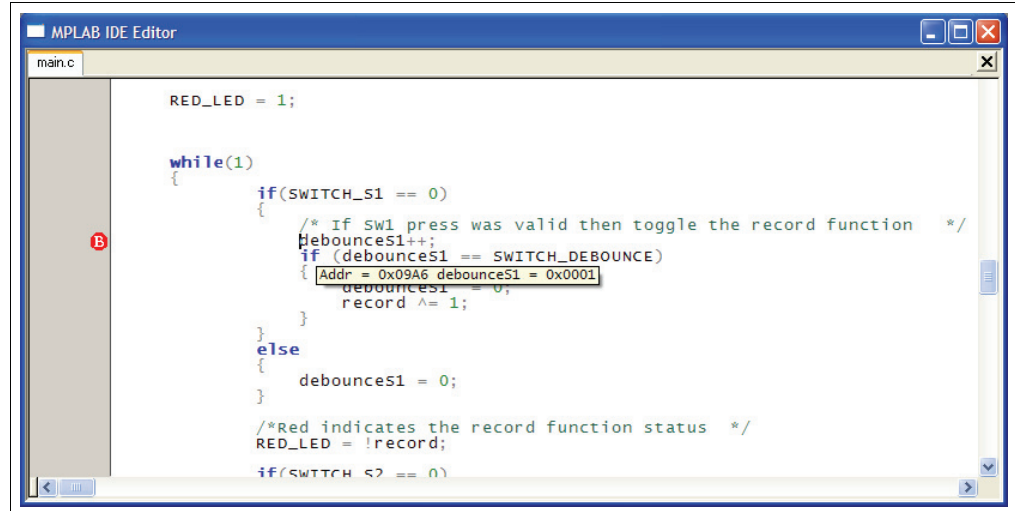 MPLAB IDE Editor
main.c
RED_LED = 1;
while(1)
{
if(SWITCH_S1 == 0)
{
/* If SW1 press was valid then toggle the record function */
B
debounceS1++;
if (debounceS1 == SWITCH_DEBOUNCE)
{
Addr = 0x09A6 debounceS1 = 0x0001
debounceS1 = 0;
record ^= 1;
}
}
else
{
debounceS1 = 0;
}
/*Red indicates the record function status */
RED_LED = !record;
if(SWITCH_S2 == 0)